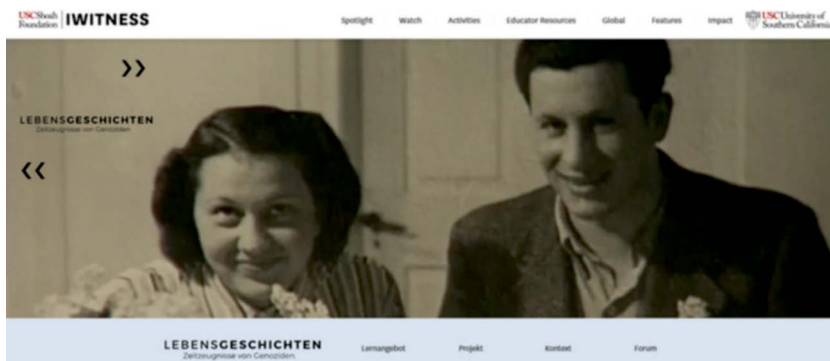 USC Shoah Foundation | IWITNESS
Spotlight Watch Activities Educator Resources Global Features Impact
USC University of Southern California
LEBENSGESCHICHTEN
Zeitzeugnisse von Genoziden
LEBENSGESCHICHTEN
Zeitzeugnisse von Genoziden
Lernangebot Projekt Kontext Forum